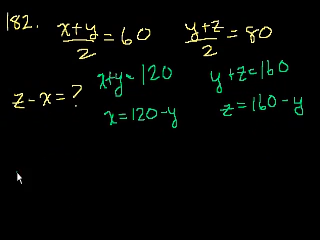 182. (x+y)/2 = 60 (y+z)/2 = 80
x+y=120 y+z=160
z-x=? x=120-y z=160-y